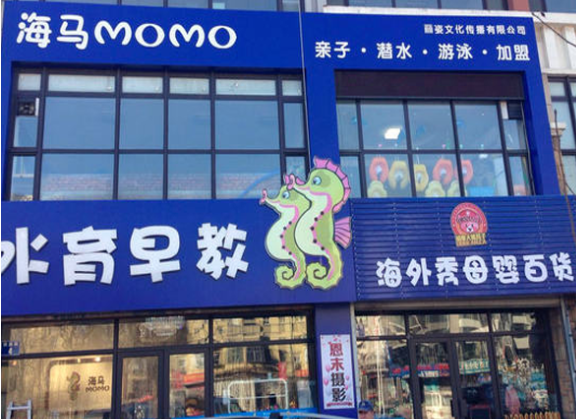 海马MOMO
丽姿文化传播有限公司
亲子·潜水·游泳·加盟
水育早教
海外秀母婴百货
海马
MOMO
恩末摄影